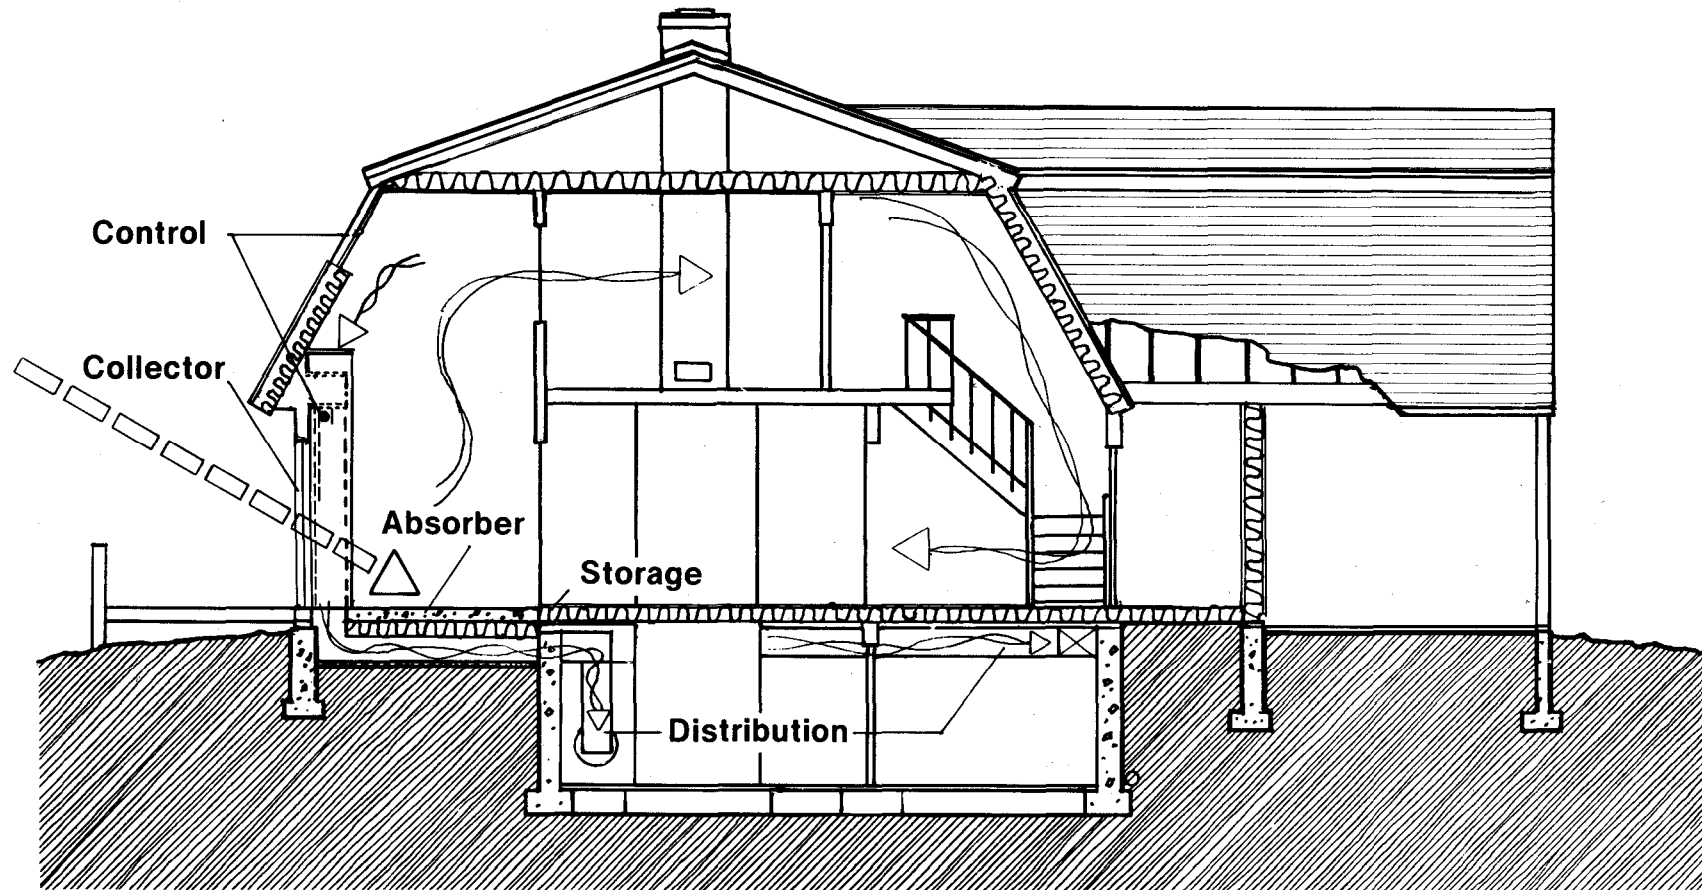 Control
Collector
Absorber
Storage
Distribution